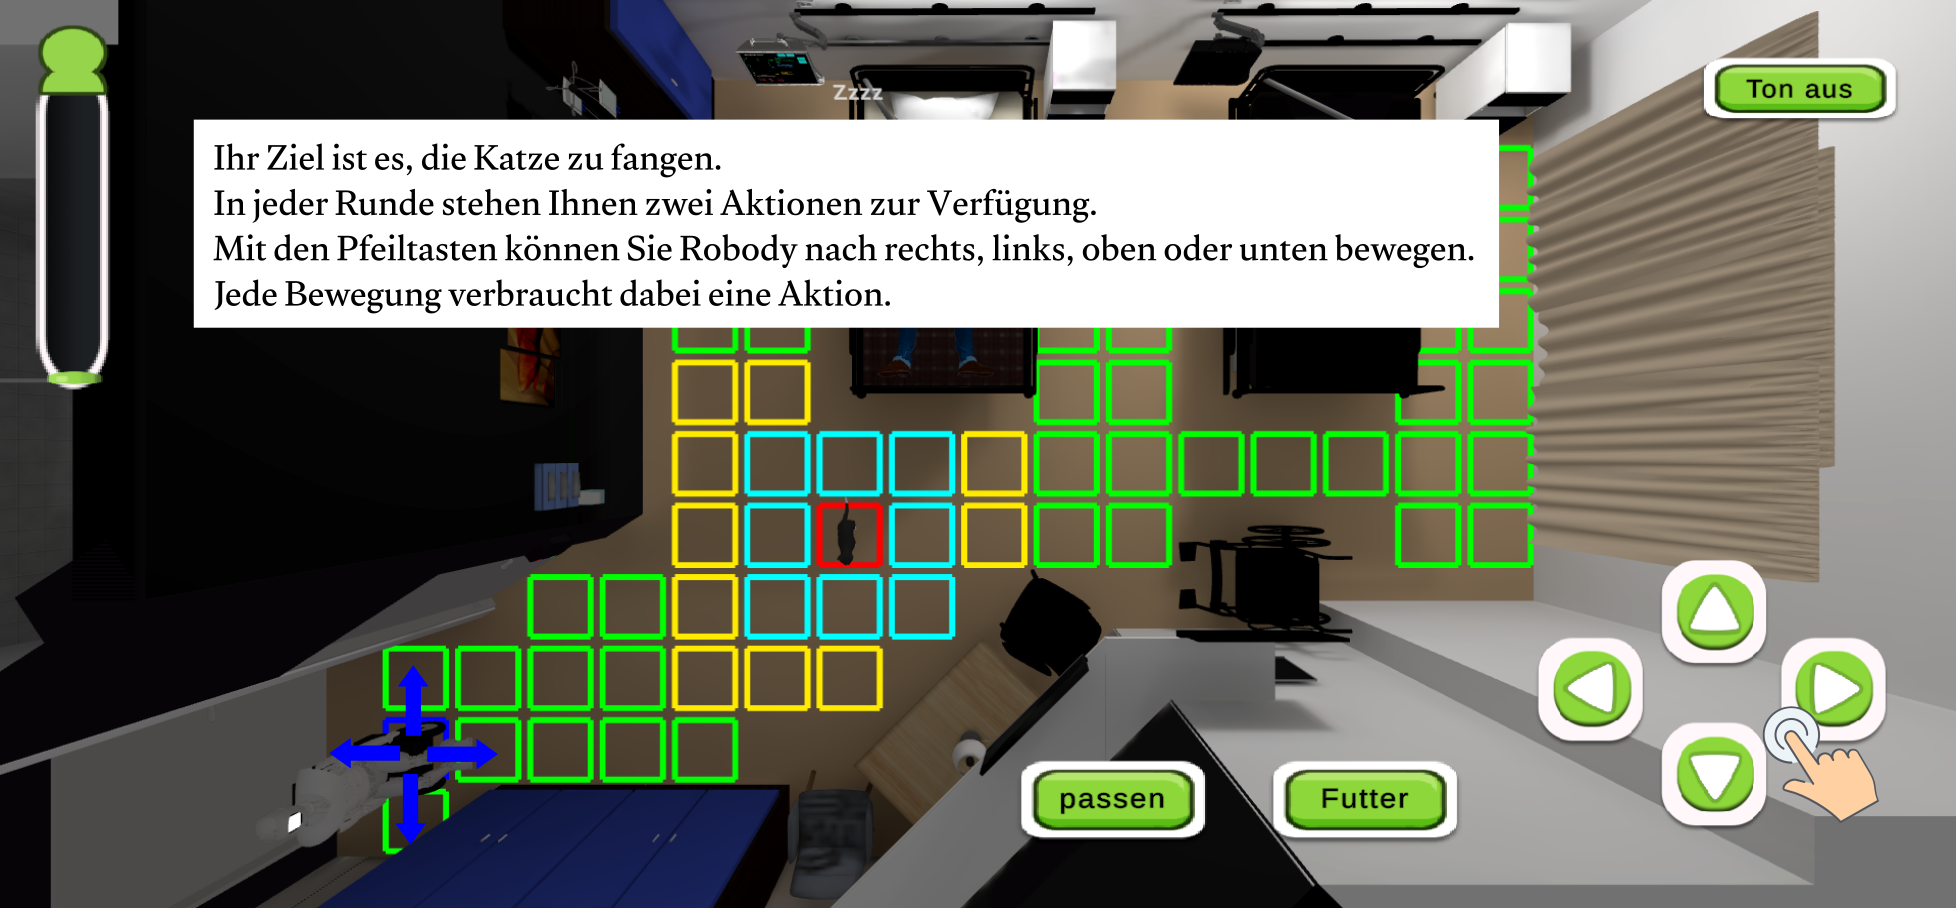 Zzzz
Ton aus
Ihr Ziel ist es, die Katze zu fangen.
In jeder Runde stehen Ihnen zwei Aktionen zur Verfügung.
Mit den Pfeiltasten können Sie Robody nach rechts, links, oben oder unten bewegen.
Jede Bewegung verbraucht dabei eine Aktion.
passen
Futter